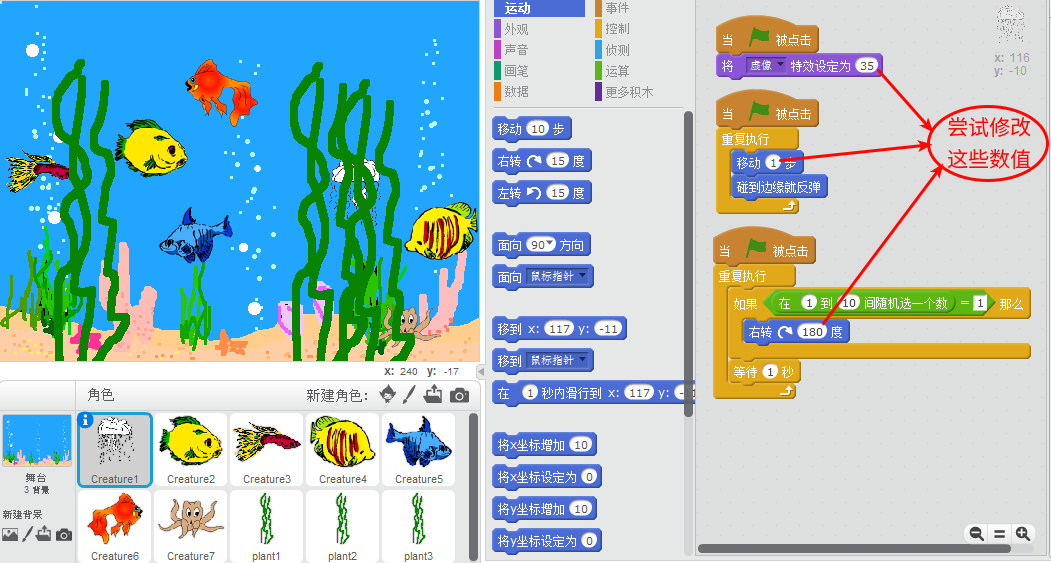 运动
事件
外观
控制
声音
侦测
画笔
运算
数据
更多积木
移动 10 步
右转 15 度
左转 15 度
面向 90 方向
面向 鼠标指针
移到 x: 117 y: -11
移到 鼠标指针
在 1 秒内滑行到 x: 117 y:
将x坐标增加 10
将x坐标设定为 0
将y坐标增加 10
将y坐标设定为 0
x: 116
y: -10
当 被点击
将 虚像 特效设定为 35
当 被点击
重复执行
移动 1 步
碰到边缘就反弹
当 被点击
重复执行
如果 在 1 到 10 间随机选一个数 = 1 那么
右转 180 度
等待 1 秒
尝试修改
这些数值
x: 240 y: -17
角色
新建角色:
舞台
3 背景
新建背景
Creature1
Creature2
Creature3
Creature4
Creature5
Creature6
Creature7
plant1
plant2
plant3